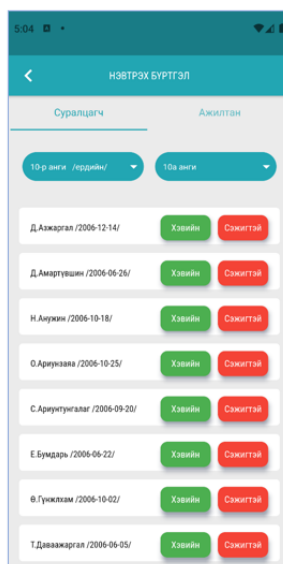 5:04
НЭВТРЭХ БҮРТГЭЛ
Суралцагч Ажилтан
10-р анги /ердийн/ 10а анги
Д.Азжаргал /2006-12-14/ Хэвийн Сэжигтэй
Д.Амартүвшин /2006-06-26/ Хэвийн Сэжигтэй
Н.Анужин /2006-10-18/ Хэвийн Сэжигтэй
О.Ариунзаяа /2006-10-25/ Хэвийн Сэжигтэй
С.Ариунтунгалаг /2006-09-20/ Хэвийн Сэжигтэй
Е.Бумдарь /2006-06-22/ Хэвийн Сэжигтэй
Ө.Гүнжлхам /2006-10-02/ Хэвийн Сэжигтэй
Т.Даваажаргал /2006-06-05/ Хэвийн Сэжигтэй